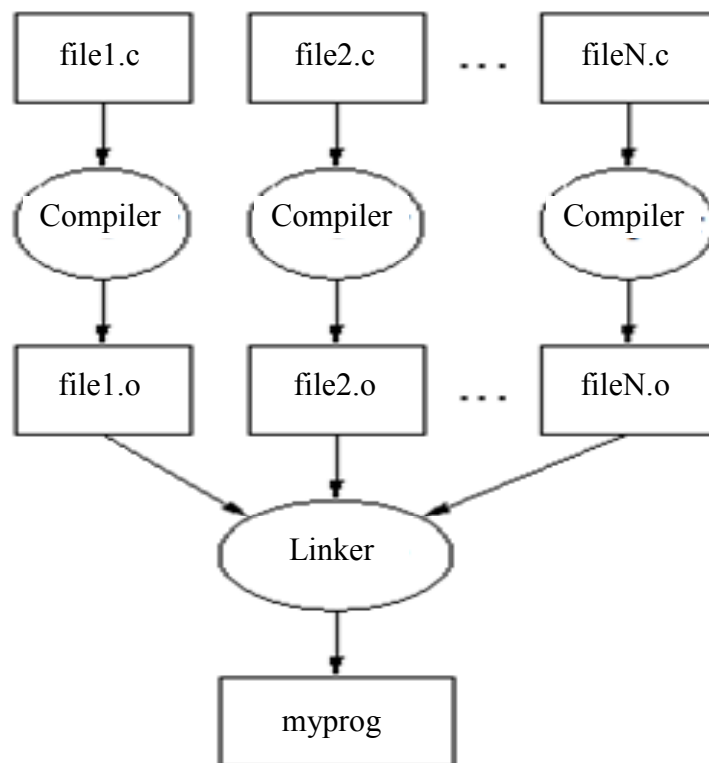 file1.c file2.c ... fileN.c
Compiler Compiler Compiler
file1.o file2.o ... fileN.o
Linker
myprog